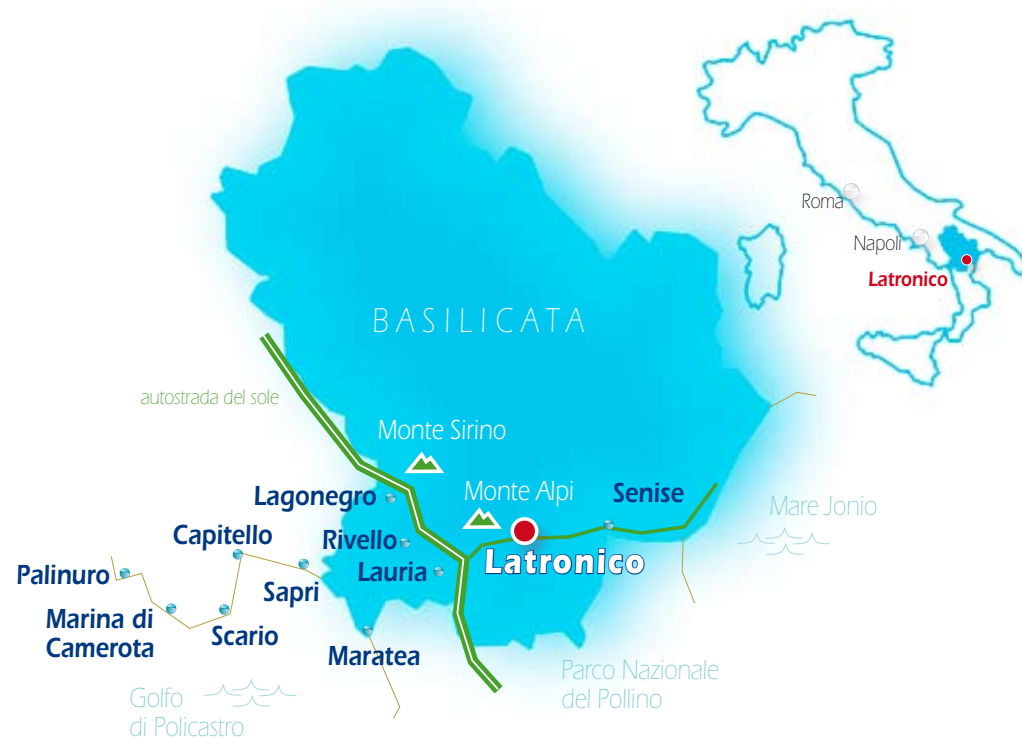 Roma
Napoli
Latronico
BASILICATA
autostrada del sole
Monte Sirino
Lagonegro
Monte Alpi
Senise
Mare Jonio
Capitello
Rivello
Latronico
Palinuro
Sapri
Lauria
Marina di
Camerota
Scario
Maratea
Parco Nazionale
del Pollino
Golfo
di Policastro